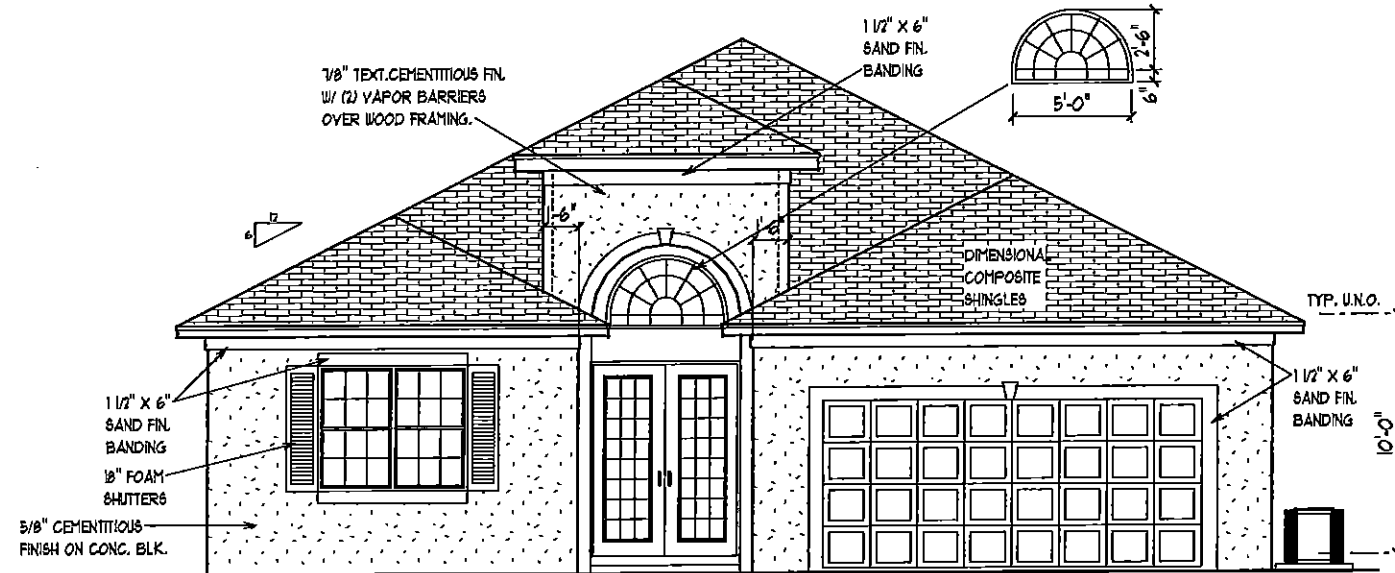 1 1/2" X 6"
SAND FIN.
BANDING
2'-6"
6"
5'-0"
7/8" TEXT.CEMENTITIOUS FIN.
W/ (2) VAPOR BARRIERS
OVER WOOD FRAMING.
12
6
1'-6"
1'-6"
DIMENSIONAL
COMPOSITE
SHINGLES
TYP. U.N.O.
1 1/2" X 6"
SAND FIN.
BANDING
18" FOAM
SHUTTERS
5/8" CEMENTITIOUS
FINISH ON CONC. BLK.
1 1/2" X 6"
SAND FIN.
BANDING
10'-0"